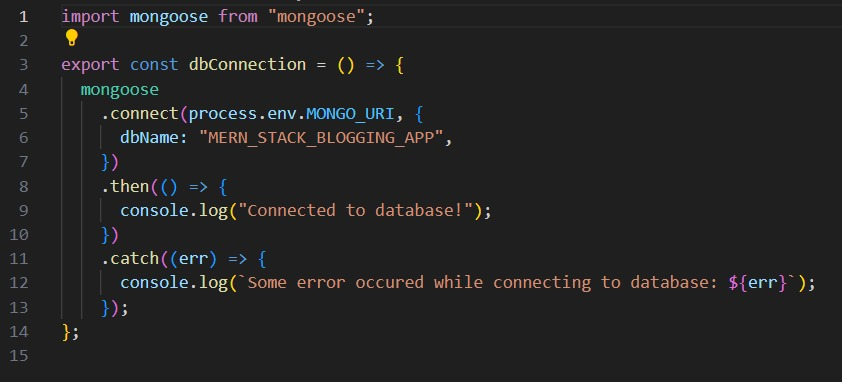 1 import mongoose from "mongoose";
2
3 export const dbConnection = () => {
4   mongoose
5     .connect(process.env.MONGO_URI, {
6       dbName: "MERN_STACK_BLOGGING_APP",
7     })
8     .then(() => {
9       console.log("Connected to database!");
10     })
11     .catch((err) => {
12       console.log(`Some error occured while connecting to database: ${err}`);
13     });
14 };
15